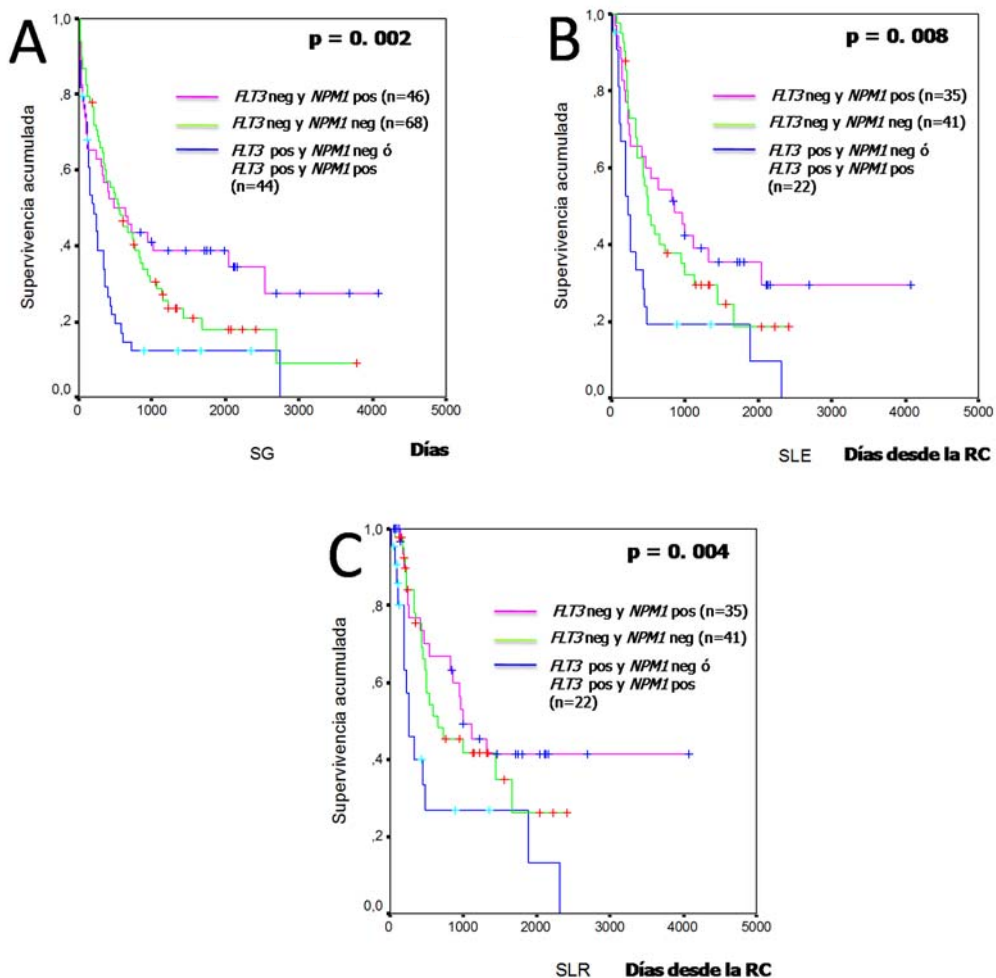 A
1,0
,8
,6
,4
,2
0,0
Supervivencia acumulada
p = 0. 002
FLT3 neg y NPM1 pos (n=46)
FLT3 neg y NPM1 neg (n=68)
FLT3 pos y NPM1 neg ó
FLT3 pos y NPM1 pos
(n=44)
0 1000 2000 3000 4000 5000
SG Días
B
1,0
,8
,6
,4
,2
0,0
Supervivencia acumulada
p = 0. 008
FLT3 neg y NPM1 pos (n=35)
FLT3 neg y NPM1 neg (n=41)
FLT3 pos y NPM1 neg ó
FLT3 pos y NPM1 pos
(n=22)
0 1000 2000 3000 4000 5000
SLE Días desde la RC
C
1,0
,8
,6
,4
,2
0,0
Supervivencia acumulada
p = 0. 004
FLT3 neg y NPM1 pos (n=35)
FLT3 neg y NPM1 neg (n=41)
FLT3 pos y NPM1 neg ó
FLT3 pos y NPM1 pos
(n=22)
0 1000 2000 3000 4000 5000
SLR Días desde la RC